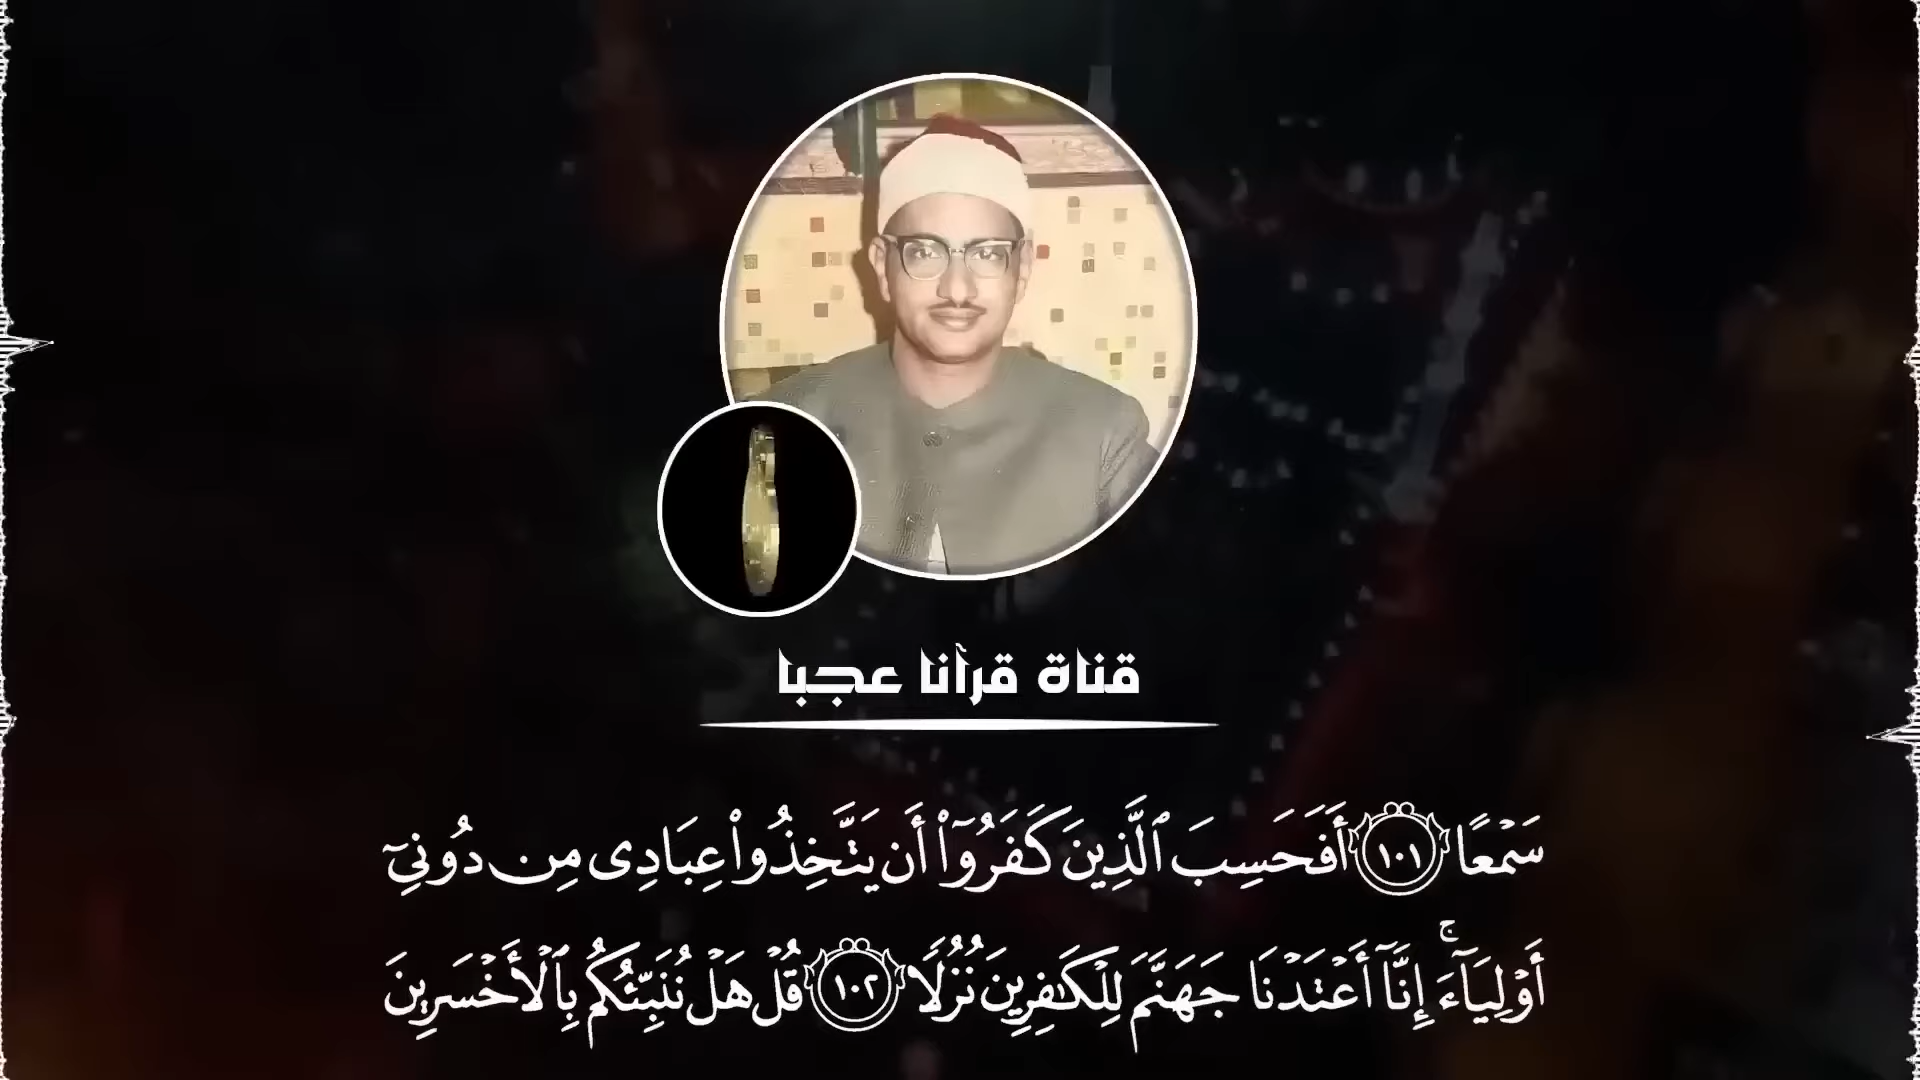 قناة قرآنا عجبا
سَمْعًا ١٠١ أَفَحَسِبَ ٱلَّذِينَ كَفَرُوٓا۟ أَن يَتَّخِذُوا۟ عِبَادِى مِن دُونِىٓ
أَوْلِيَآءَ ۚ إِنَّآ أَعْتَدْنَا جَهَنَّمَ لِلْكَـٰفِرِينَ نُزُلًا ١٠٢ قُلْ هَلْ نُنَبِّئُكُم بِٱلْأَخْسَرِينَ